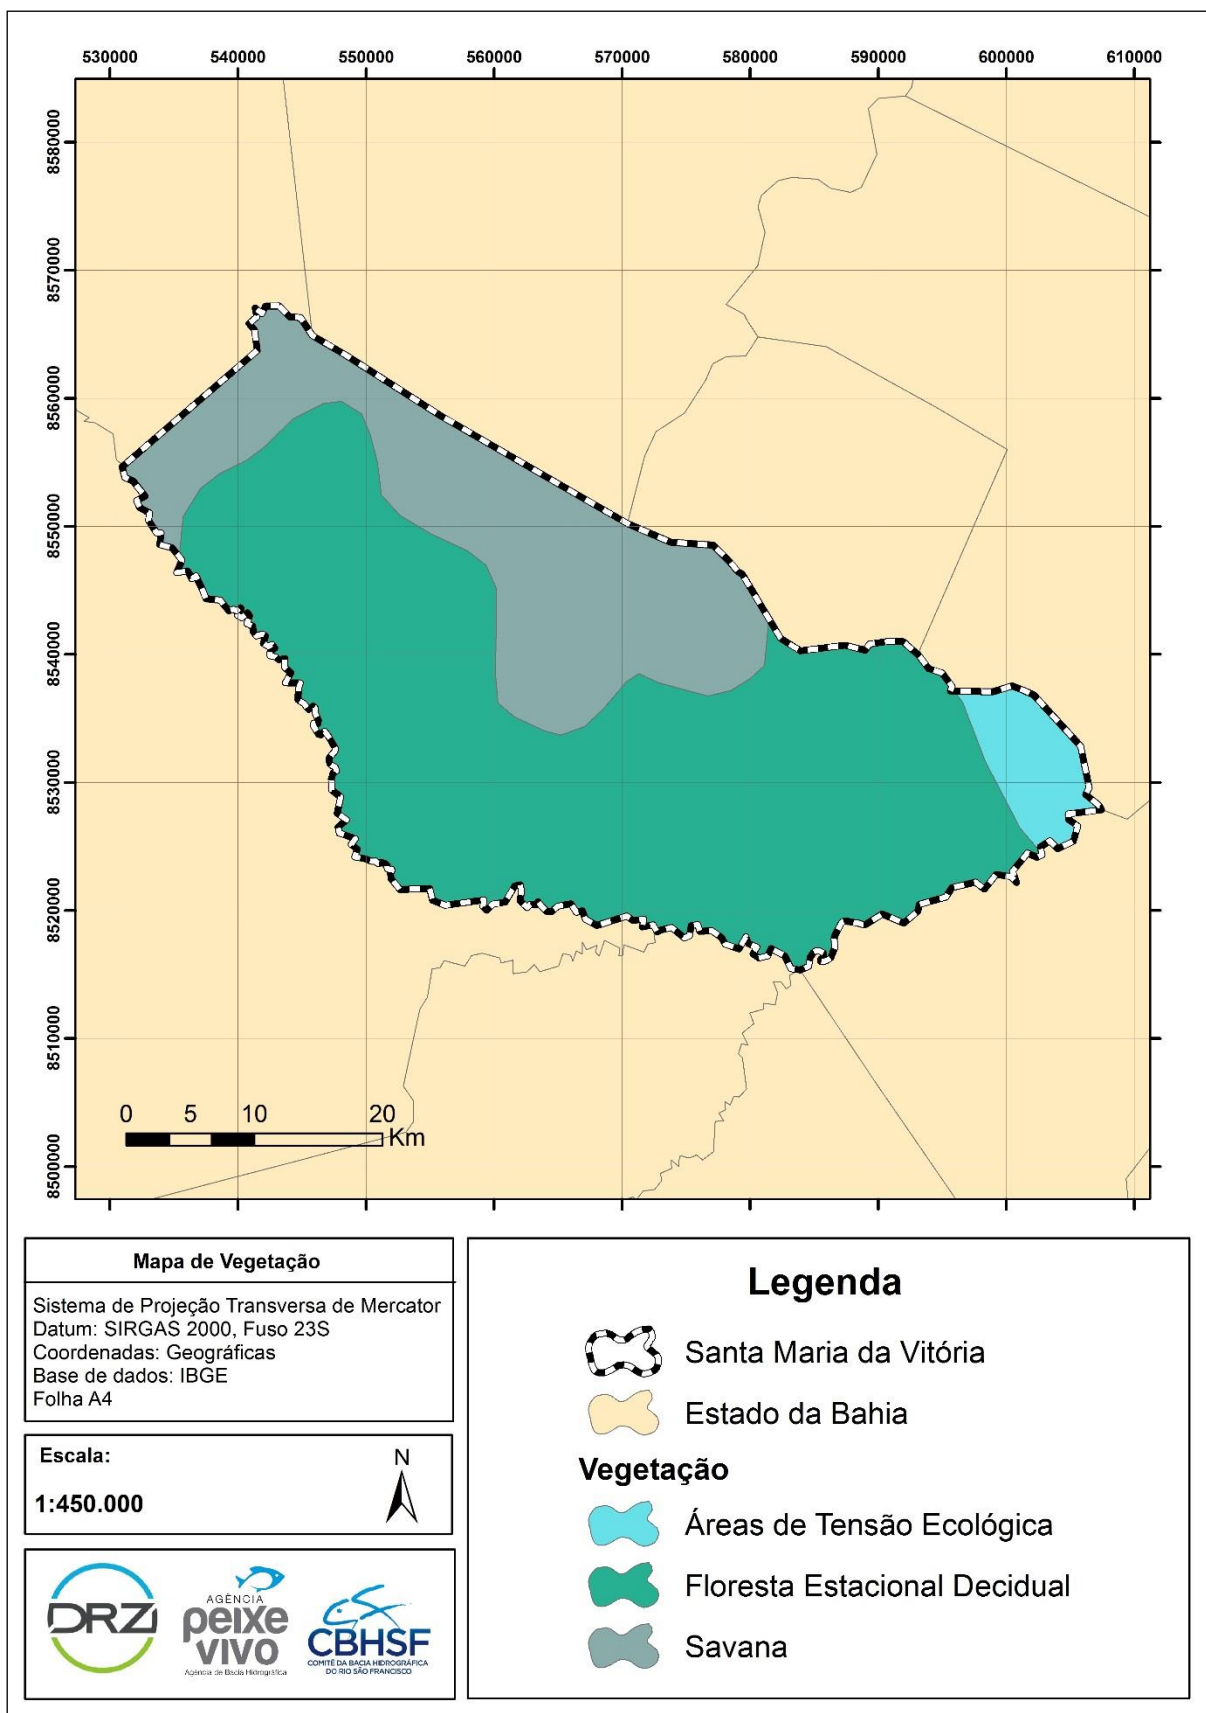 530000 540000 550000 560000 570000 580000 590000 600000 610000
8580000
8570000
8560000
8550000
8540000
8530000
8520000
8510000
8500000
0 5 10 20
Km
Mapa de Vegetação
Sistema de Projeção Transversa de Mercator
Datum: SIRGAS 2000, Fuso 23S
Coordenadas: Geográficas
Base de dados: IBGE
Folha A4
Escala:
N
1:450.000
DRZ
AGÊNCIA
peixe
vivo
Agência de Bacia Hidrográfica
CBHSF
COMITÊ DA BACIA HIDROGRÁFICA
DO RIO SÃO FRANCISCO
Legenda
Santa Maria da Vitória
Estado da Bahia
Vegetação
Áreas de Tensão Ecológica
Floresta Estacional Decidual
Savana